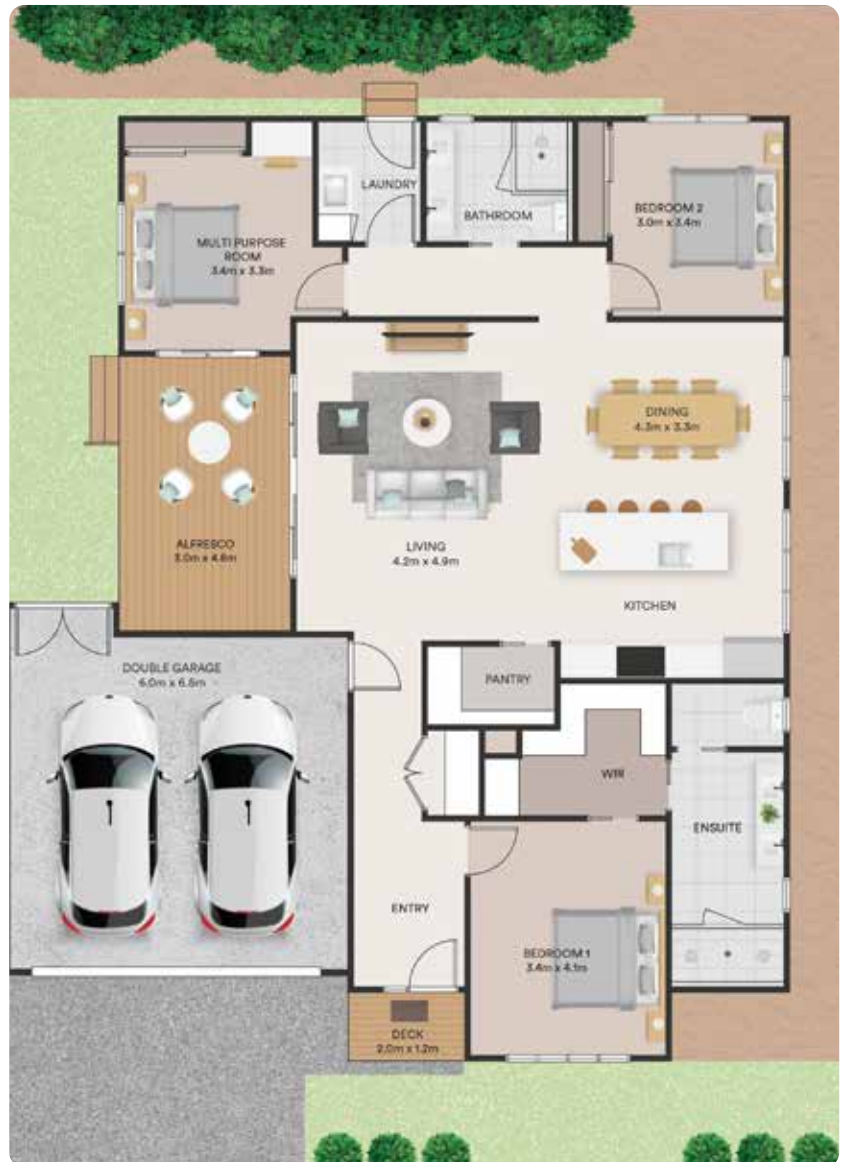 LAUNDRY
BATHROOM
BEDROOM 2
3.0m x 3.4m
MULTI PURPOSE
ROOM
3.4m x 3.3m
DINING
4.3m x 3.3m
ALFRESCO
3.0m x 4.8m
LIVING
4.2m x 4.9m
KITCHEN
DOUBLE GARAGE
6.0m x 6.5m
PANTRY
WIR
ENSUITE
ENTRY
BEDROOM 1
3.4m x 4.1m
DECK
2.0m x 1.2m